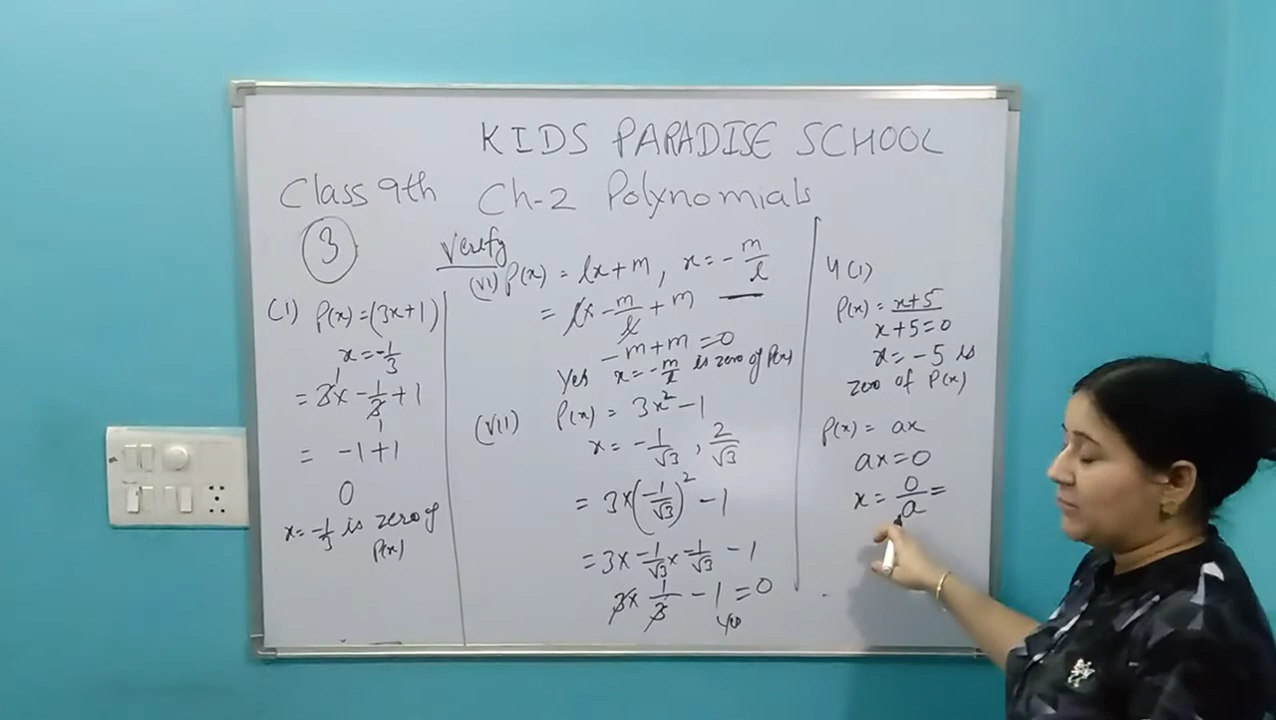 KIDS PARADISE SCHOOL
Class 9th Ch-2 Polynomials
3
Verify
(I) P(x) = (3x+1)
x = -1/3
= 3 x -1/3 + 1
= -1+1
0
x = -1/3 is zero of
P(x)
(VI) P(x) = lx + m, x = -m/l
= l x -m/l + m
-m+m = 0
Yes x = -m/l is zero of P(x)
(VII) P(x) = 3x² - 1
x = -1/√3, 2/√3
= 3 x (-1/√3)² - 1
= 3 x -1/√3 x -1/√3 - 1
3 x 1/3 - 1 = 0
Yes
4 (1)
P(x) = x+5
x+5=0
x = -5 is
zero of P(x)
P(x) = ax
ax=0
x = 0/a =